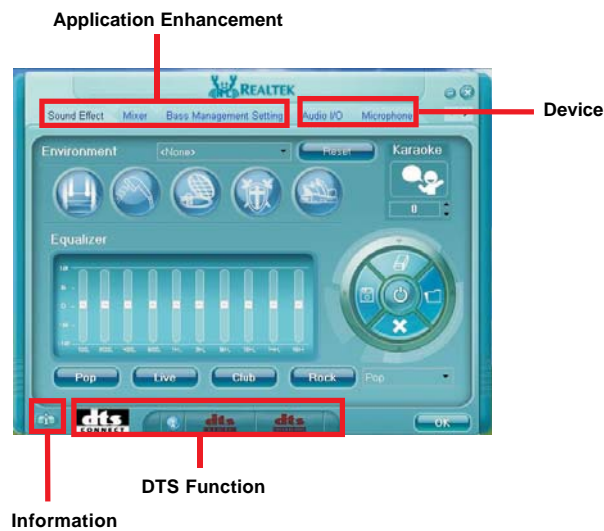 Application Enhancement
REALTEK
Sound Effect Mixer Bass Management Setting Audio I/O Microphone
Device
Environment <None> Reset Karaoke
0
Equalizer
Pop Live Club Rock Pop
dts CONNECT dts dts OK
DTS Function
Information